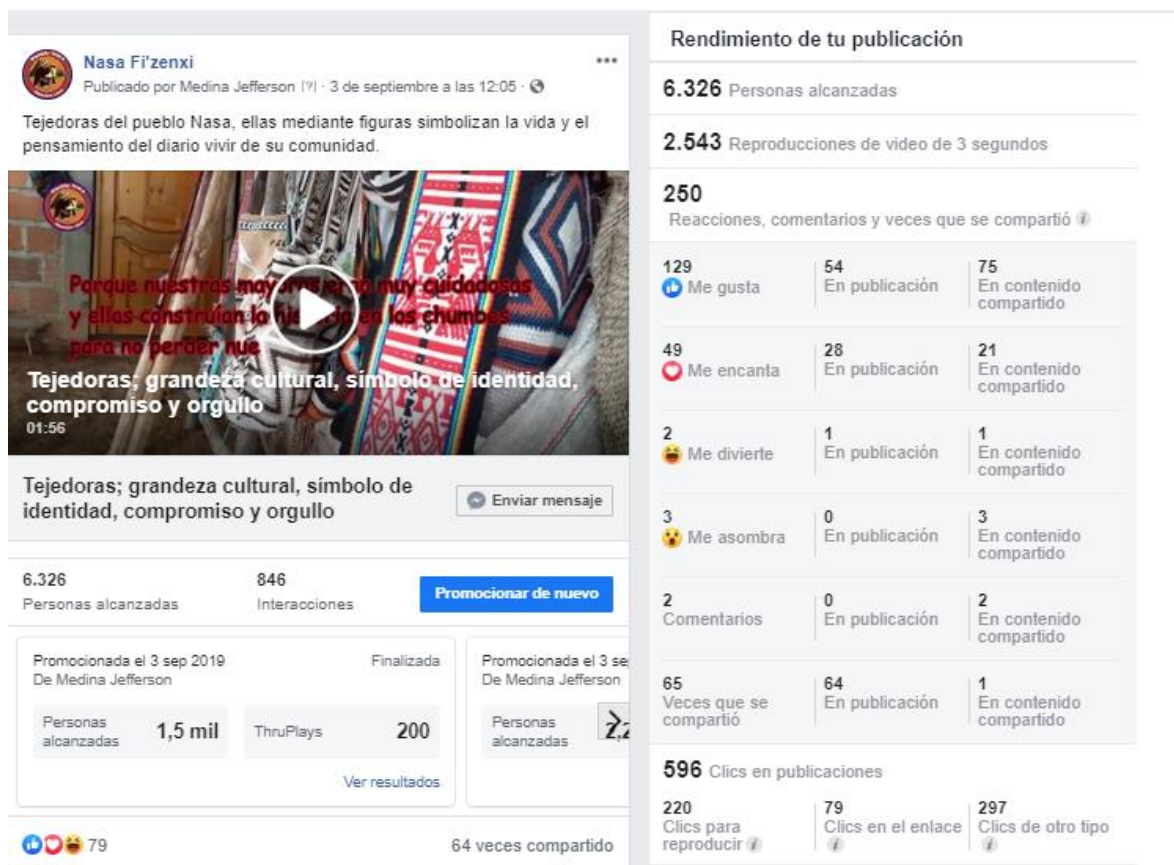 Nasa Fi'zenxi
Publicado por Medina Jefferson [?] · 3 de septiembre a las 12:05 ·
Tejedoras del pueblo Nasa, ellas mediante figuras simbolizan la vida y el
pensamiento del diario vivir de su comunidad.
Porque nuestras mayoras eran muy cuidadosas
y ellas construían la historia en los chumbes
para no perder nue
Tejedoras; grandeza cultural, símbolo de identidad,
compromiso y orgullo
01:56
Tejedoras; grandeza cultural, símbolo de
identidad, compromiso y orgullo
Enviar mensaje
6.326
Personas alcanzadas
846
Interacciones
Promocionar de nuevo
Promocionada el 3 sep 2019
De Medina Jefferson
Finalizada
Personas
alcanzadas
1,5 mil
ThruPlays
200
Ver resultados
Promocionada el 3 se
De Medina Jefferson
Personas
alcanzadas
2,2
79
64 veces compartido
Rendimiento de tu publicación
6.326 Personas alcanzadas
2.543 Reproducciones de video de 3 segundos
250
Reacciones, comentarios y veces que se compartió
129
Me gusta
54
En publicación
75
En contenido
compartido
49
Me encanta
28
En publicación
21
En contenido
compartido
2
Me divierte
1
En publicación
1
En contenido
compartido
3
Me asombra
0
En publicación
3
En contenido
compartido
2
Comentarios
0
En publicación
2
En contenido
compartido
65
Veces que se
compartió
64
En publicación
1
En contenido
compartido
596 Clics en publicaciones
220
Clics para
reproducir
79
Clics en el enlace
297
Clics de otro tipo